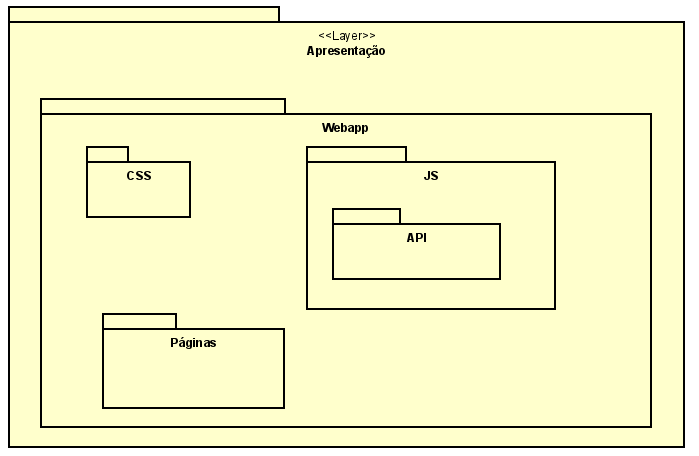 <<Layer>>
Apresentação
Webapp
CSS
JS
API
Páginas